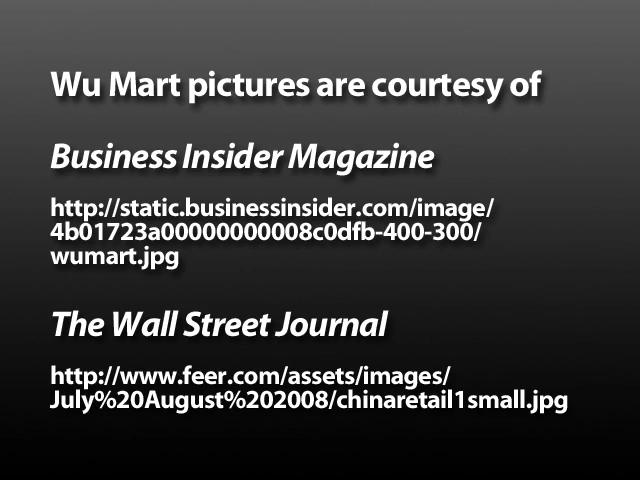 Wu Mart pictures are courtesy of
Business Insider Magazine
http://static.businessinsider.com/image/
4b01723a00000000008c0dfb-400-300/
wumart.jpg
The Wall Street Journal
http://www.feer.com/assets/images/
July%20August%202008/chinaretail1small.jpg